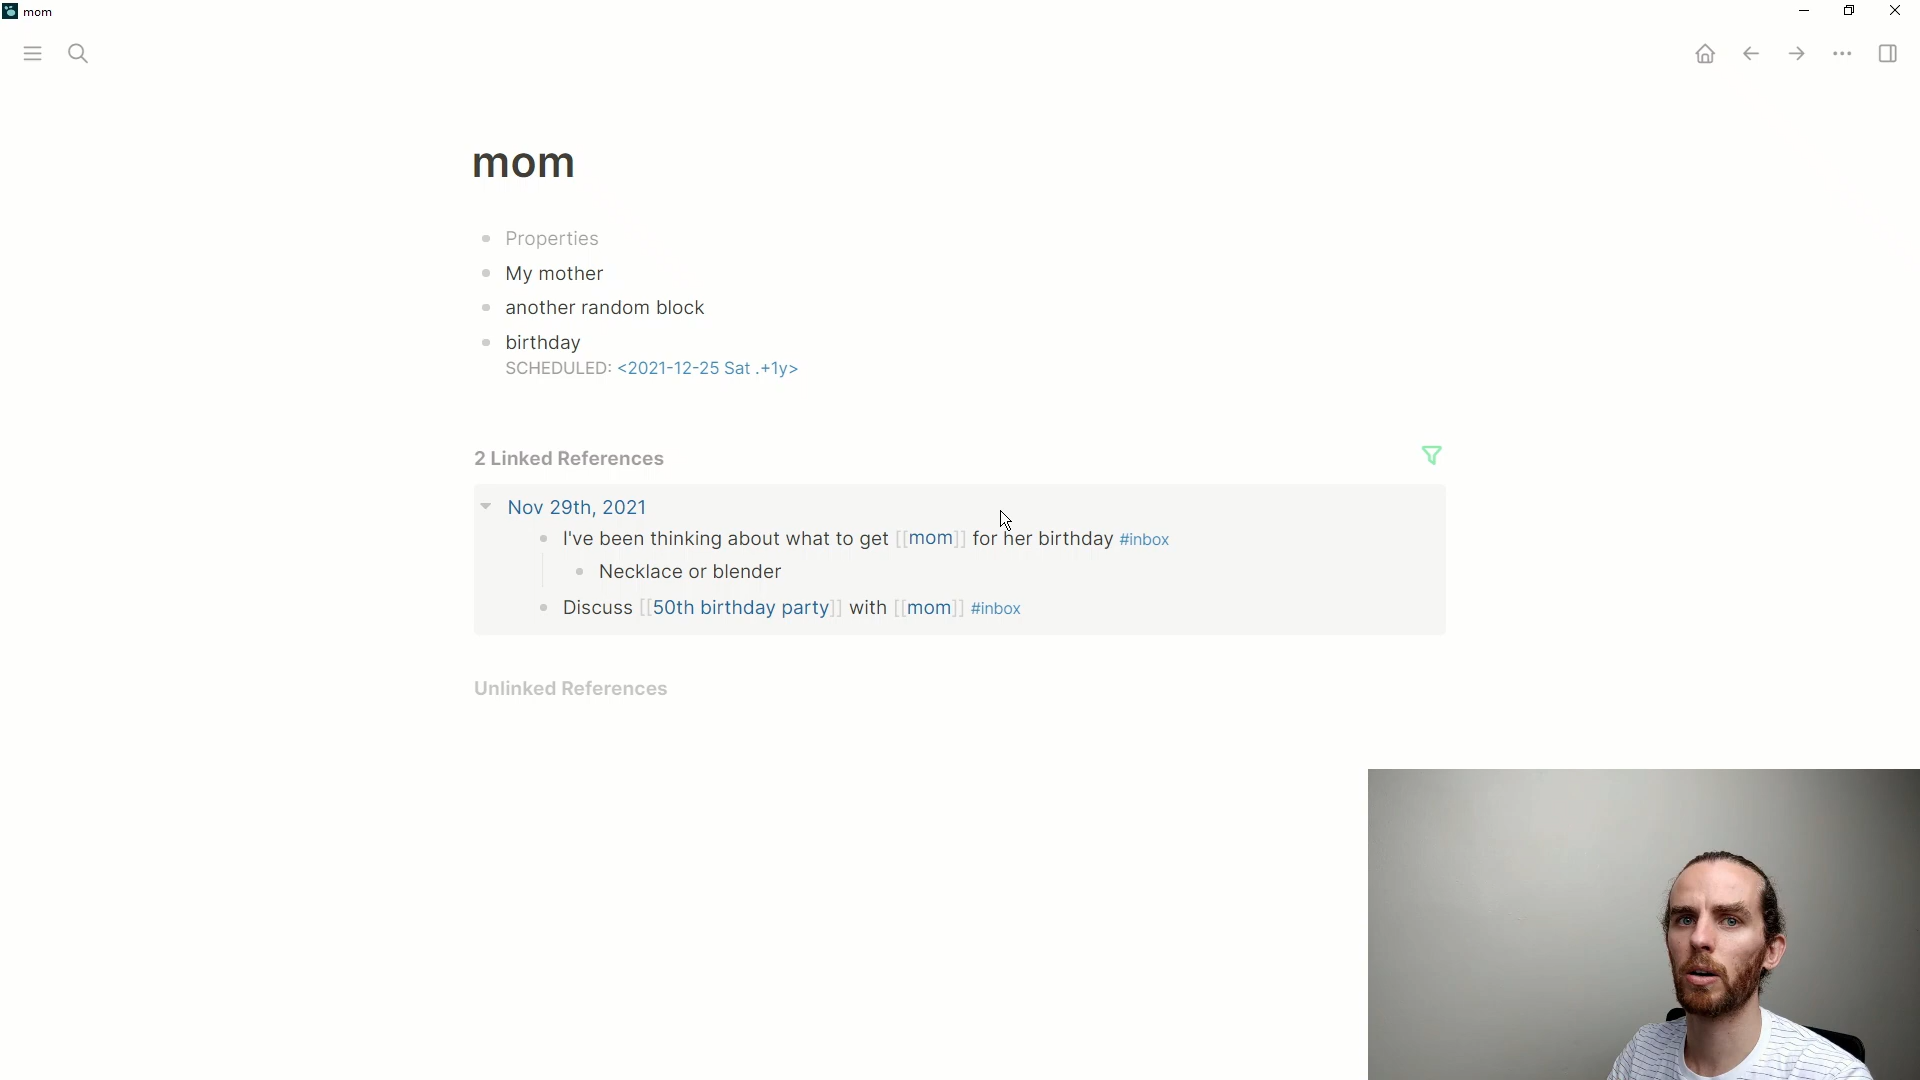 mom
mom
Properties
My mother
another random block
birthday
SCHEDULED: <2021-12-25 Sat .+1y>
2 Linked References
Nov 29th, 2021
I've been thinking about what to get [[mom]] for her birthday #inbox
Necklace or blender
Discuss [[50th birthday party]] with [[mom]] #inbox
Unlinked References